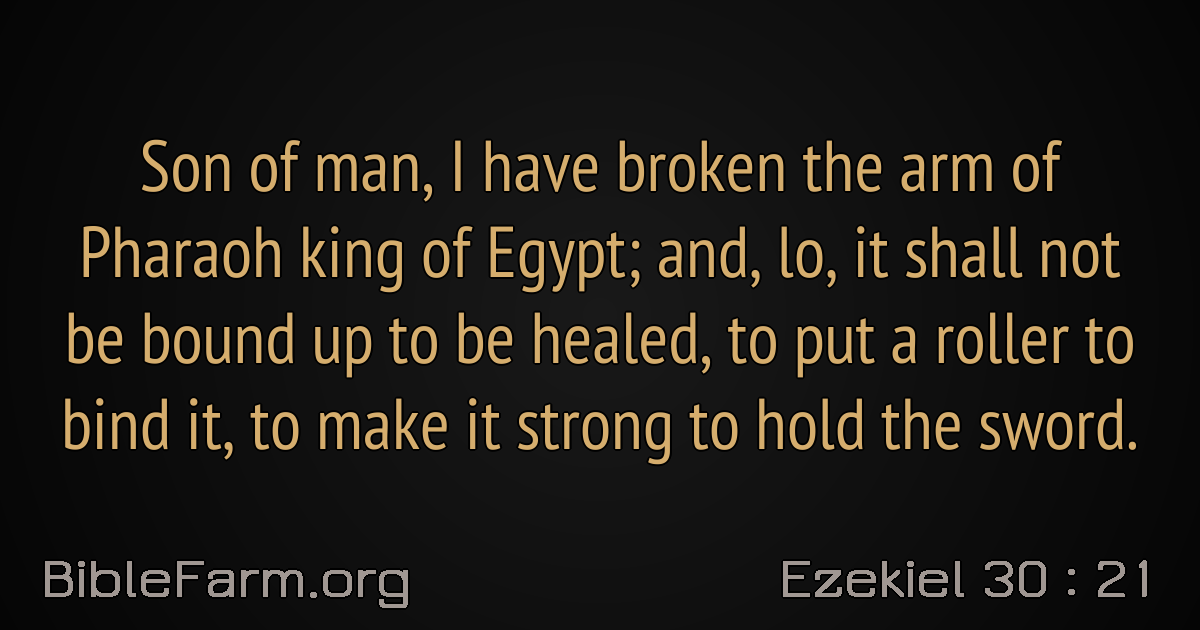 Son of man, I have broken the arm of
Pharaoh king of Egypt; and, lo, it shall not
be bound up to be healed, to put a roller to
bind it, to make it strong to hold the sword.
BibleFarm.org
Ezekiel 30 : 21